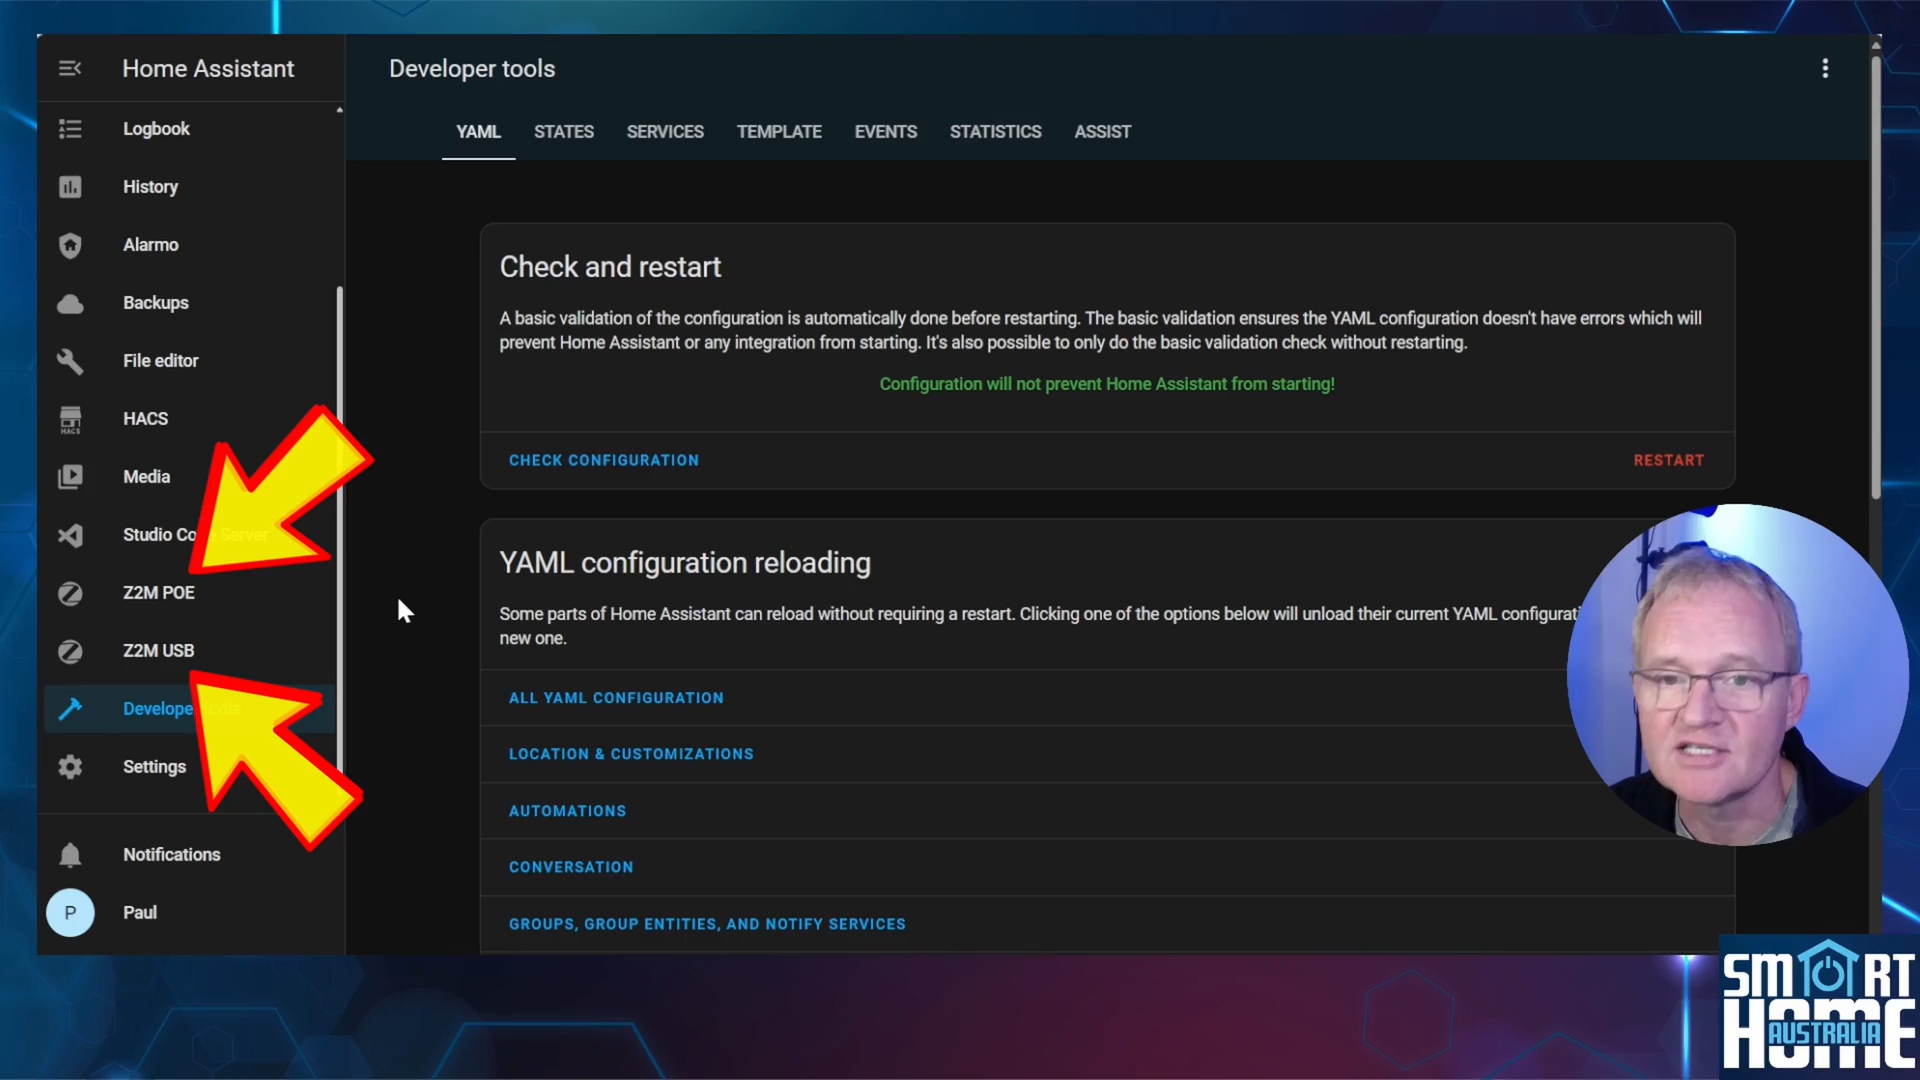 Home Assistant
Developer tools
YAML
STATES
SERVICES
TEMPLATE
EVENTS
STATISTICS
ASSIST
Logbook
History
Alarmo
Backups
File editor
HACS
HACS
Media
Studio Code Server
Z2M POE
Z2M USB
Developer tools
Settings
Notifications
P
Paul
Check and restart
A basic validation of the configuration is automatically done before restarting. The basic validation ensures the YAML configuration doesn't have errors which will
prevent Home Assistant or any integration from starting. It's also possible to only do the basic validation check without restarting.
Configuration will not prevent Home Assistant from starting!
CHECK CONFIGURATION
RESTART
YAML configuration reloading
Some parts of Home Assistant can reload without requiring a restart. Clicking one of the options below will unload their current YAML
new one.
ALL YAML CONFIGURATION
LOCATION & CUSTOMIZATIONS
AUTOMATIONS
CONVERSATION
GROUPS, GROUP ENTITIES, AND NOTIFY SERVICES
SMART
HOME
AUSTRALIA